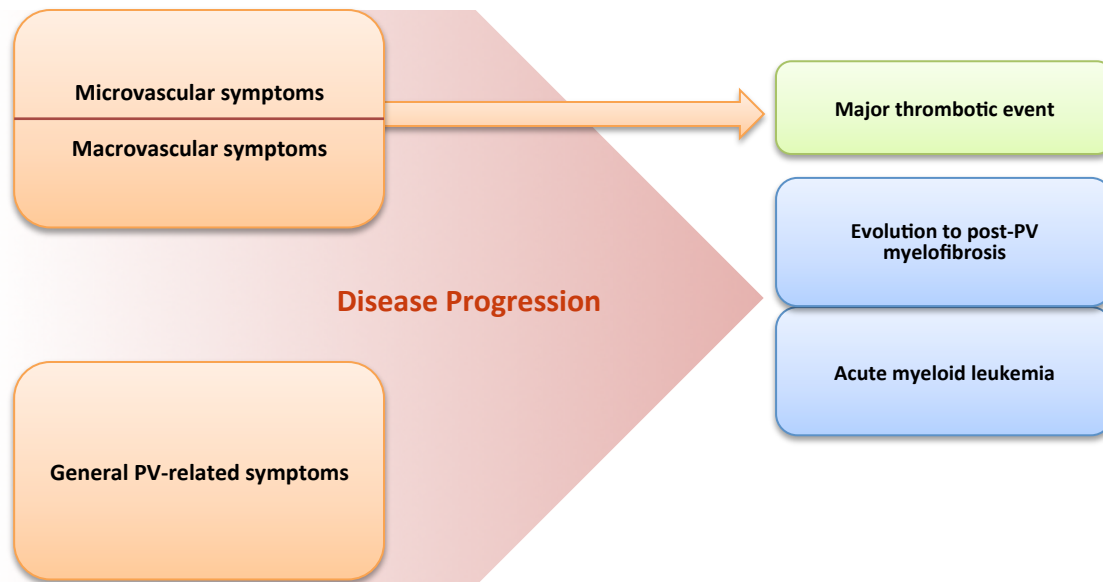 Microvascular symptoms
Macrovascular symptoms
Major thrombotic event
Evolution to post-PV
myelofibrosis
Disease Progression
Acute myeloid leukemia
General PV-related symptoms